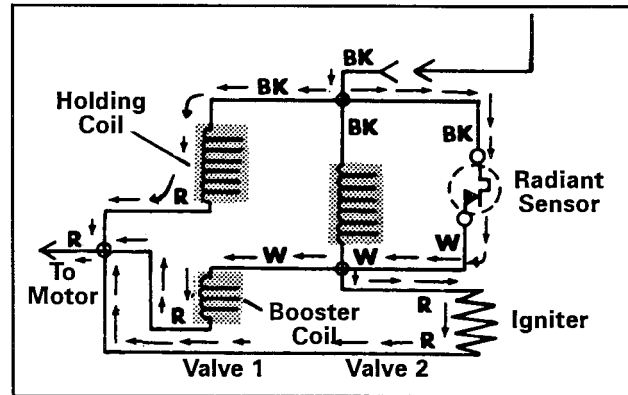 BK
BK
Holding
Coil
BK
BK
Radiant
Sensor
R
R
To
Motor
W
W
W
R
Booster
Coil
R
Igniter
R
R
Valve 1
Valve 2